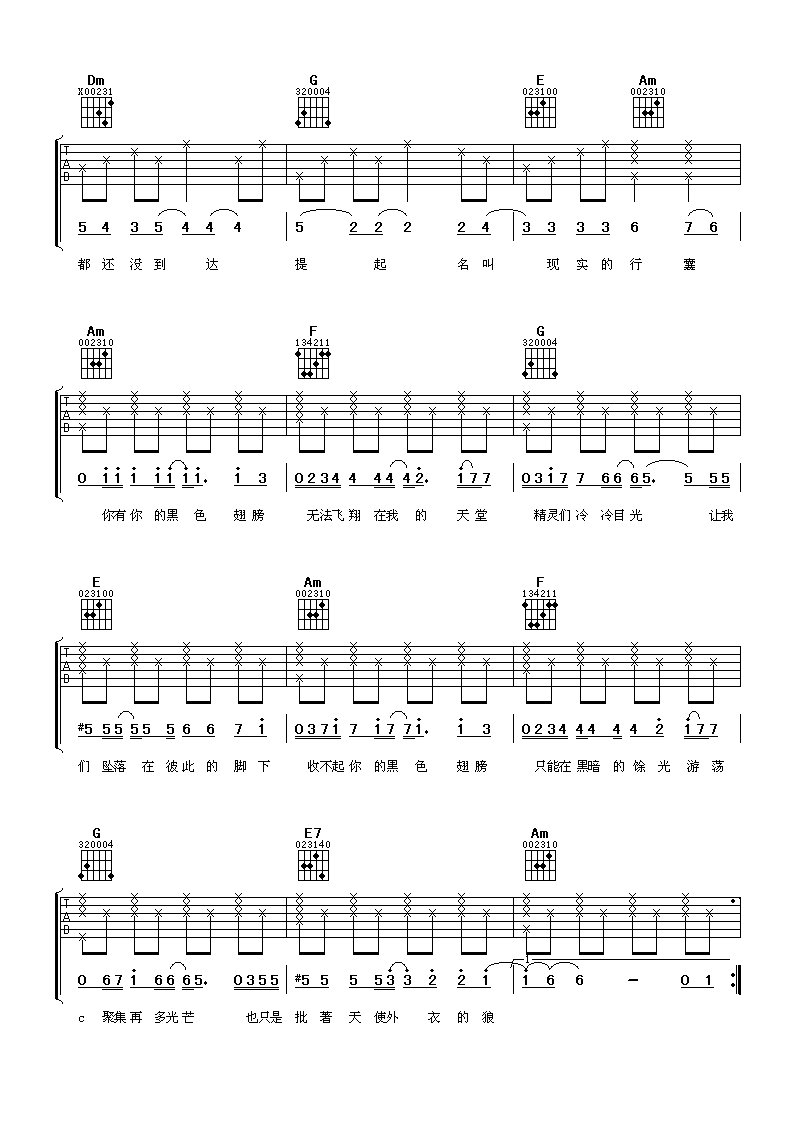 Dm G E Am
X00231 320004 023100 002310
T
A
B
5 4 3 5 4 4 4 5 2 2 2 2 4 3 3 3 3 6 7 6
都 还 没 到 达 提 起 名 叫 现 实 的 行 囊
Am F G
002310 134211 320004
T
A
B
0 1 1 1 1 1 1 1 1. 1 3 0 2 3 4 4 4 4 4 2. 1 7 7 0 3 1 7 7 6 6 6 5. 5 5 5
你有 你 的黑 色 翅 膀 无法飞 翔 在我 的 天 堂 精灵们 冷 冷目 光 让我
E Am F
023100 002310 134211
T
A
B
#5 5 5 5 5 5 6 6 7 1 0 3 7 1 7 1 7 7 1. 1 3 0 2 3 4 4 4 4 4 2 1 7 7
们 坠落 在 彼 此 的 脚 下 收不起 你 的黑 色 翅 膀 只能在 黑暗 的 馀 光 游 荡
G E7 Am
320004 023140 002310
T
A
B
1
0 6 7 1 6 6 6 5. 0 3 5 5 #5 5 5 5 3 3 2 2 1 1 6 6 – 0 1
c 聚集 再 多光 芒 也只是 批 著 天 使外 衣 的 狼